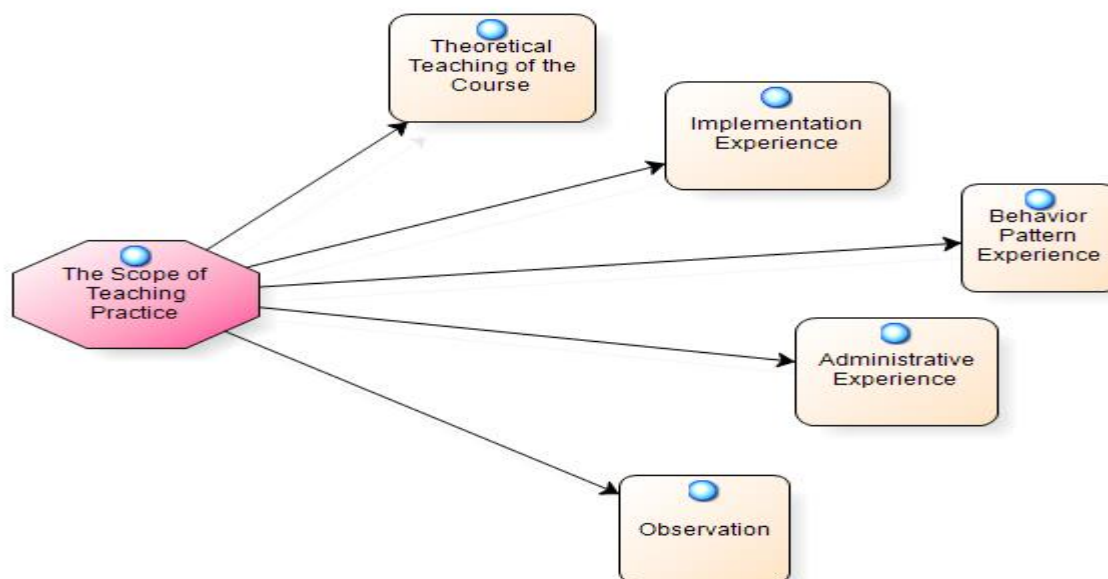 Theoretical
Teaching of the
Course
Implementation
Experience
Behavior
Pattern
Experience
The Scope of
Teaching
Practice
Administrative
Experience
Observation